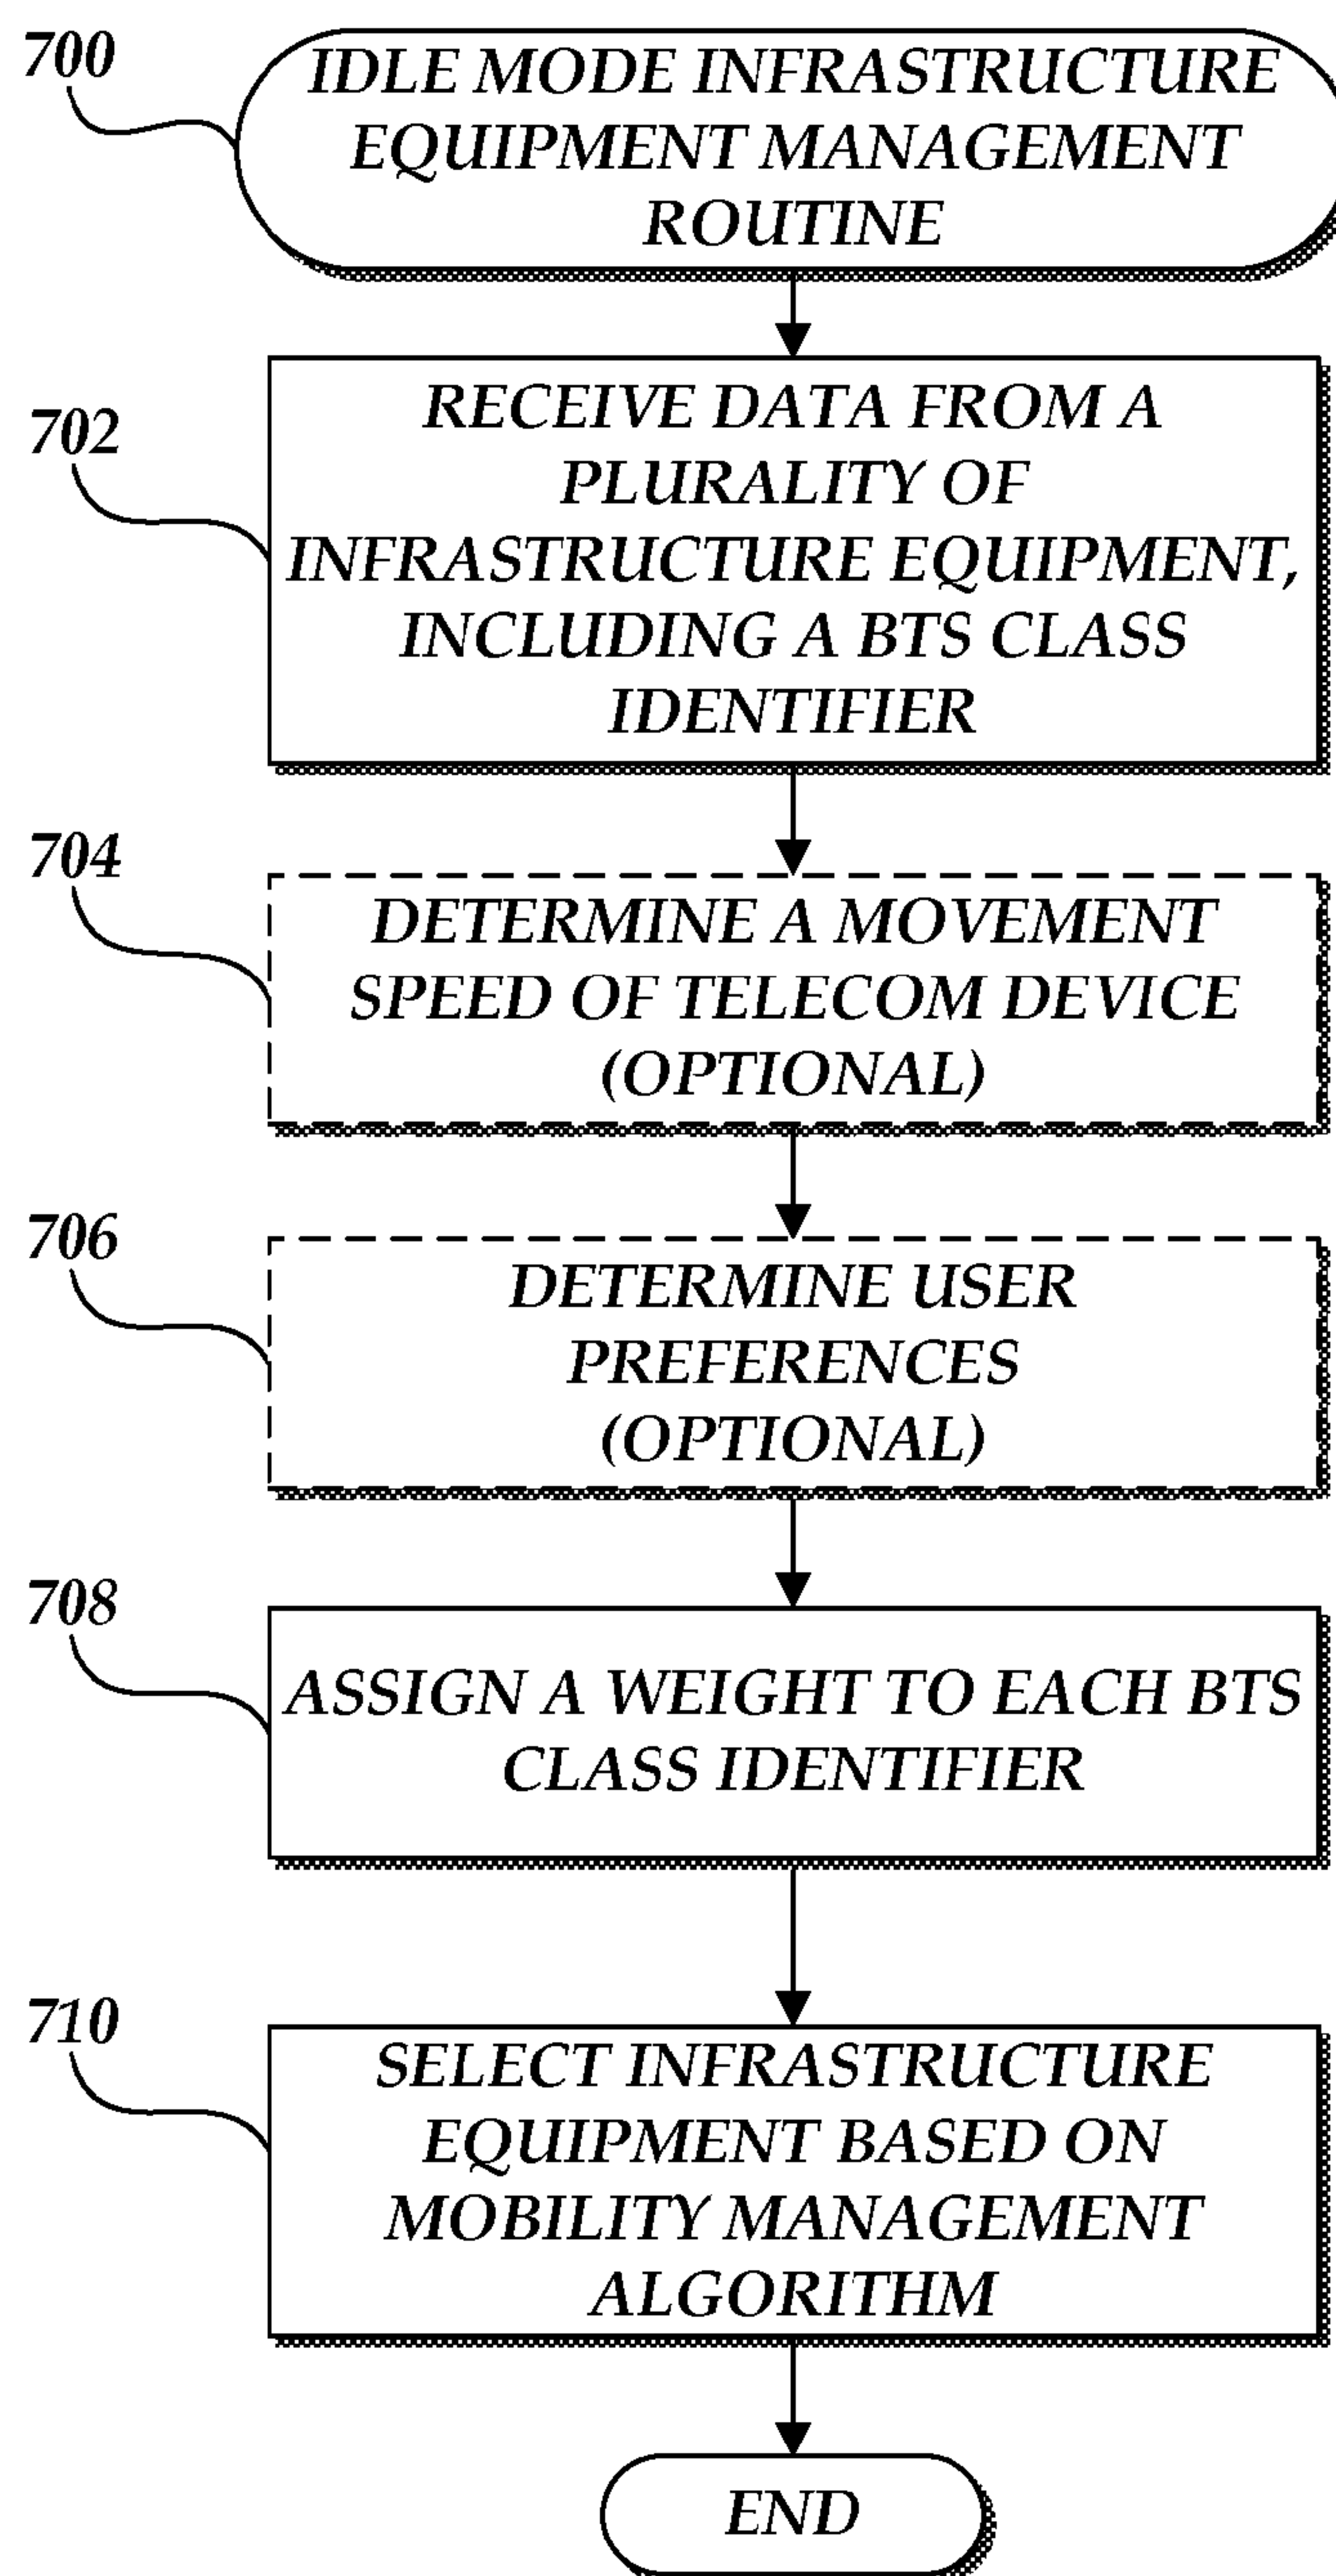 700
IDLE MODE INFRASTRUCTURE
EQUIPMENT MANAGEMENT
ROUTINE
702
RECEIVE DATA FROM A
PLURALITY OF
INFRASTRUCTURE EQUIPMENT,
INCLUDING A BTS CLASS
IDENTIFIER
704
DETERMINE A MOVEMENT
SPEED OF TELECOM DEVICE
(OPTIONAL)
706
DETERMINE USER
PREFERENCES
(OPTIONAL)
708
ASSIGN A WEIGHT TO EACH BTS
CLASS IDENTIFIER
710
SELECT INFRASTRUCTURE
EQUIPMENT BASED ON
MOBILITY MANAGEMENT
ALGORITHM
END